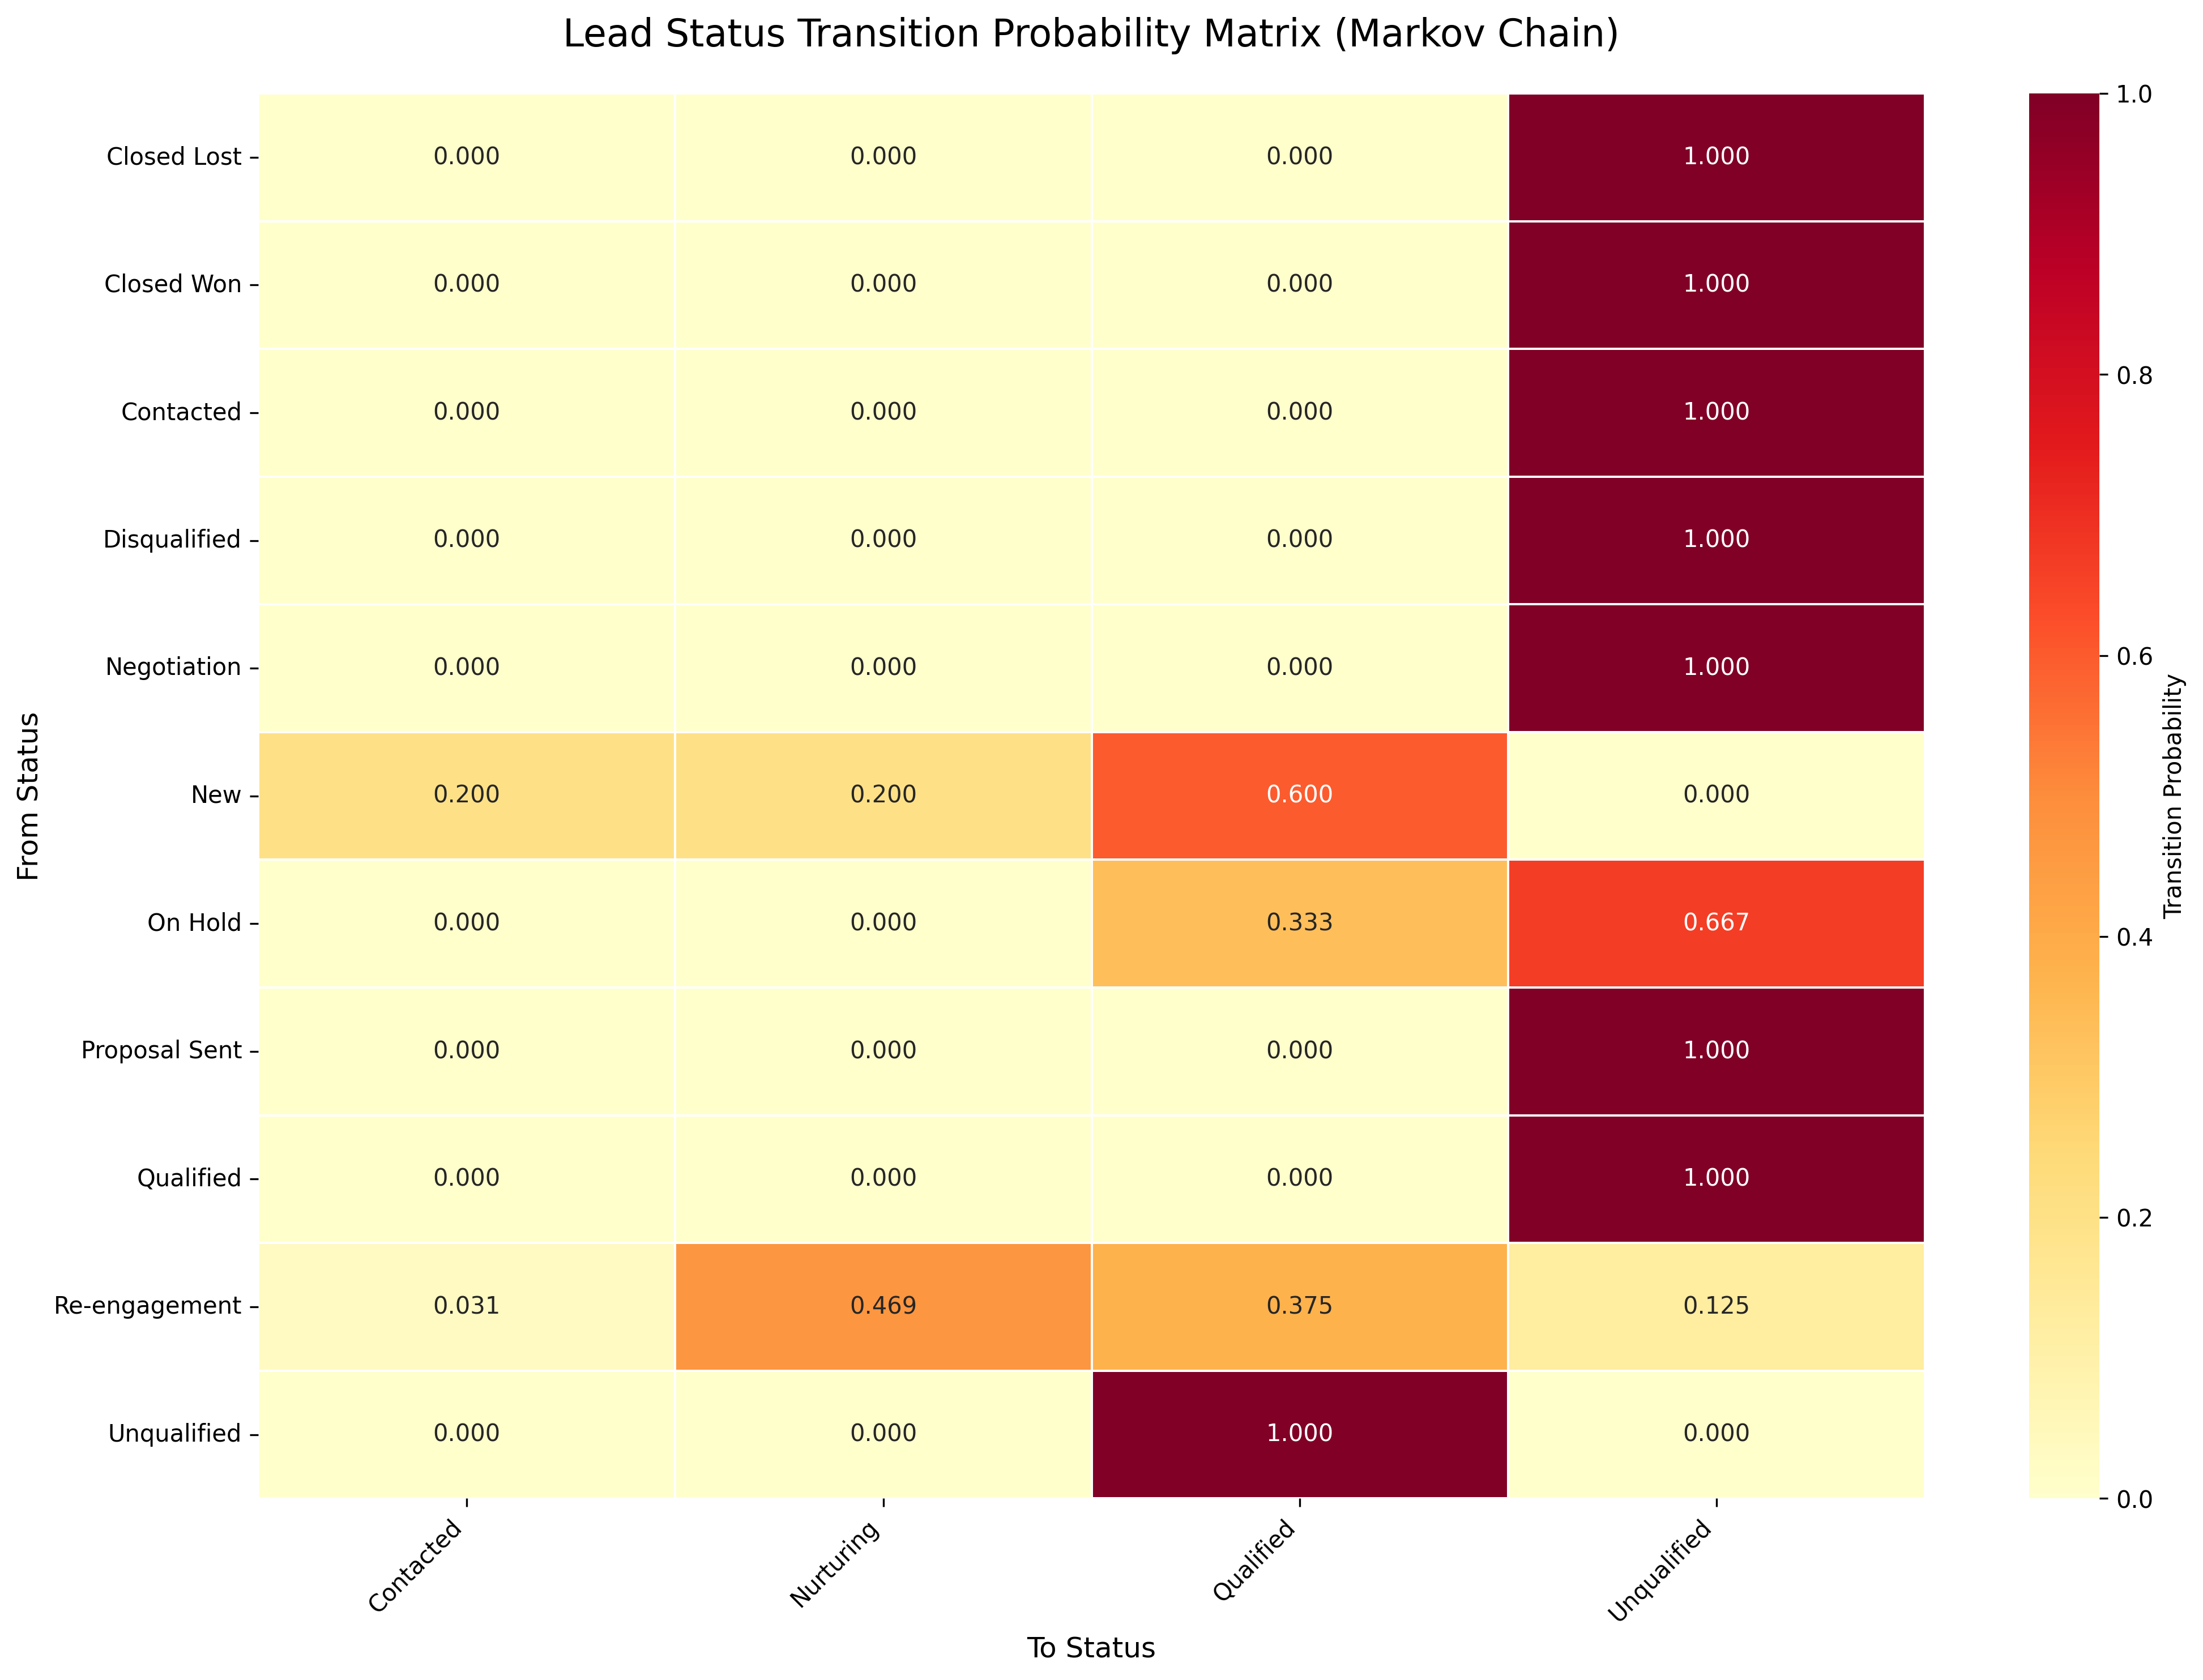 Lead Status Transition Probability Matrix (Markov Chain)
From Status
Closed Lost 0.000 0.000 0.000 1.000
Closed Won 0.000 0.000 0.000 1.000
Contacted 0.000 0.000 0.000 1.000
Disqualified 0.000 0.000 0.000 1.000
Negotiation 0.000 0.000 0.000 1.000
New 0.200 0.200 0.600 0.000
On Hold 0.000 0.000 0.333 0.667
Proposal Sent 0.000 0.000 0.000 1.000
Qualified 0.000 0.000 0.000 1.000
Re-engagement 0.031 0.469 0.375 0.125
Unqualified 0.000 0.000 1.000 0.000
Contacted Nurturing Qualified Unqualified
To Status
1.0
0.8
0.6
0.4
0.2
0.0
Transition Probability